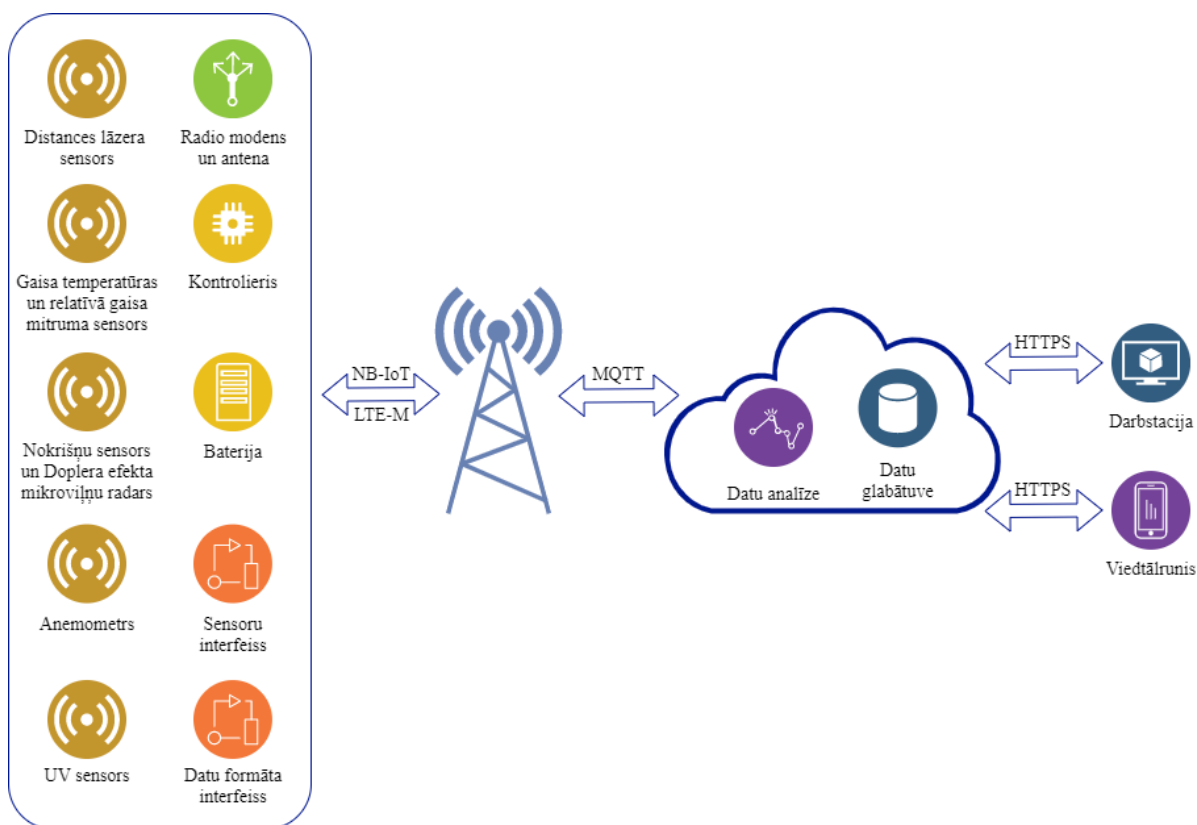 Distances lāzera
sensors
Radio modens
un antena
Gaisa temperatūras
un relatīvā gaisa
mitruma sensors
Kontrolieris
Nokrišņu sensors
un Doplera efekta
mikroviļņu radars
Baterija
Anemometrs
Sensoru
interfeiss
UV sensors
Datu formāta
interfeiss
NB-IoT
LTE-M
MQTT
Datu analīze
Datu
glabātuve
HTTPS
Darbstacija
HTTPS
Viedtālrunis